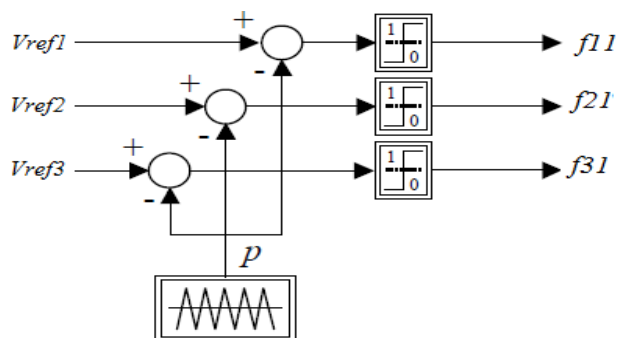 Vref1 + - 1 0 f11
Vref2 + - 1 0 f21'
Vref3 + - 1 0 f31
p